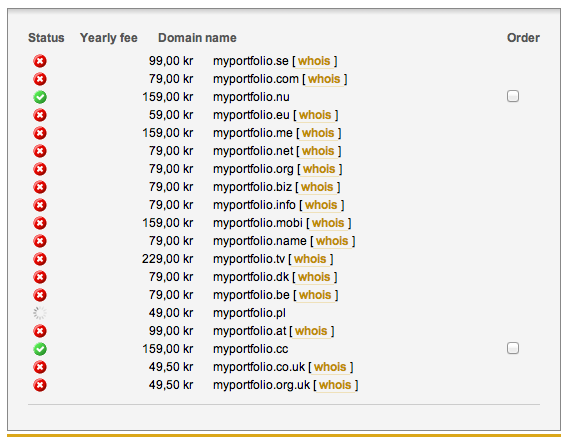 Status Yearly fee Domain name Order
99,00 kr myportfolio.se [ whois ]
79,00 kr myportfolio.com [ whois ]
159,00 kr myportfolio.nu
59,00 kr myportfolio.eu [ whois ]
159,00 kr myportfolio.me [ whois ]
79,00 kr myportfolio.net [ whois ]
79,00 kr myportfolio.org [ whois ]
79,00 kr myportfolio.biz [ whois ]
79,00 kr myportfolio.info [ whois ]
159,00 kr myportfolio.mobi [ whois ]
79,00 kr myportfolio.name [ whois ]
229,00 kr myportfolio.tv [ whois ]
79,00 kr myportfolio.dk [ whois ]
79,00 kr myportfolio.be [ whois ]
49,00 kr myportfolio.pl
99,00 kr myportfolio.at [ whois ]
159,00 kr myportfolio.cc
49,50 kr myportfolio.co.uk [ whois ]
49,50 kr myportfolio.org.uk [ whois ]